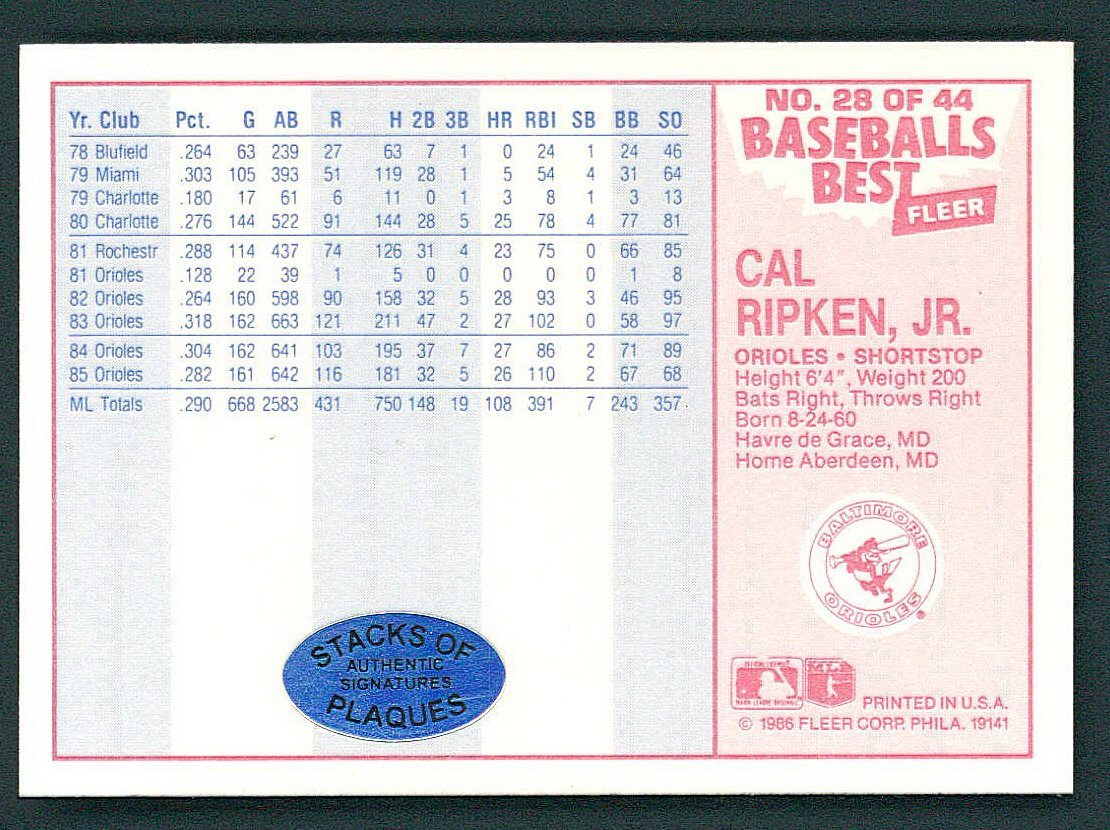 Yr. Club Pct. G AB R H 2B 3B HR RBI SB BB SO
78 Blufield .264 63 239 27 63 7 1 0 24 1 24 46
79 Miami .303 105 393 51 119 28 1 5 54 4 31 64
79 Charlotte .180 17 61 6 11 0 1 3 8 1 3 13
80 Charlotte .276 144 522 91 144 28 5 25 78 4 77 81
81 Rochestr .288 114 437 74 126 31 4 23 75 0 66 85
81 Orioles .128 22 39 1 5 0 0 0 0 0 1 8
82 Orioles .264 160 598 90 158 32 5 28 93 3 46 95
83 Orioles .318 162 663 121 211 47 2 27 102 0 58 97
84 Orioles .304 162 641 103 195 37 7 27 86 2 71 89
85 Orioles .282 161 642 116 181 32 5 26 110 2 67 68
ML Totals .290 668 2583 431 750 148 19 108 391 7 243 357
STACKS OF
AUTHENTIC
SIGNATURES
PLAQUES
NO. 28 OF 44
BASEBALLS
BEST
FLEER
CAL
RIPKEN, JR.
ORIOLES • SHORTSTOP
Height 6'4", Weight 200
Bats Right, Throws Right
Born 8-24-60
Havre de Grace, MD
Home Aberdeen, MD
BALTIMORE
ORIOLES ®
MAJOR LEAGUE BASEBALL
PRINTED IN U.S.A.
© 1986 FLEER CORP. PHILA. 19141